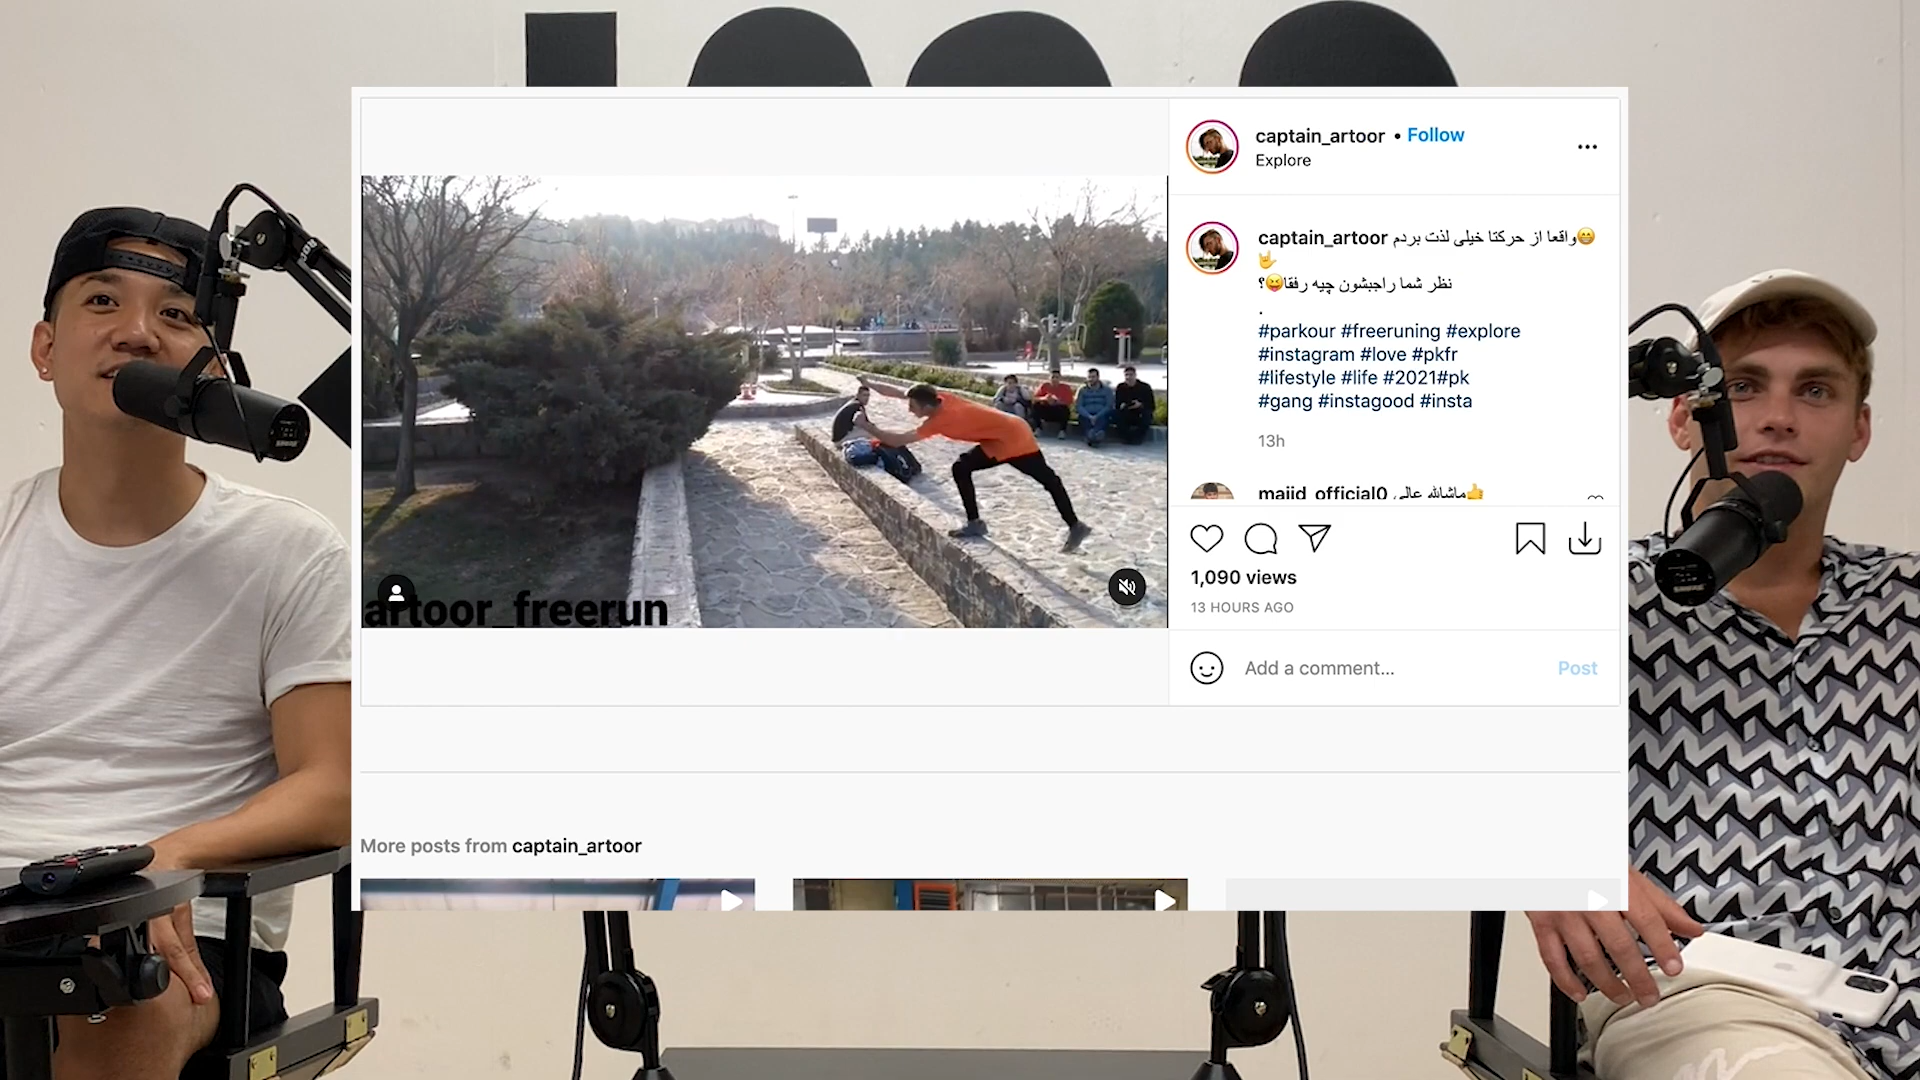 captain_artoor • Follow
Explore
captain_artoor واقعا از حرکتا خیلی لذت بردم😁
🤟
نظر شما راجبشون چیه رفقا😝؟
.
#parkour #freeruning #explore
#instagram #love #pkfr
#lifestyle #life #2021#pk
#gang #instagood #insta
13h
majid_official0 ماشالله عالی👍
1,090 views
13 HOURS AGO
Add a comment...
Post
artoor_freerun
More posts from captain_artoor